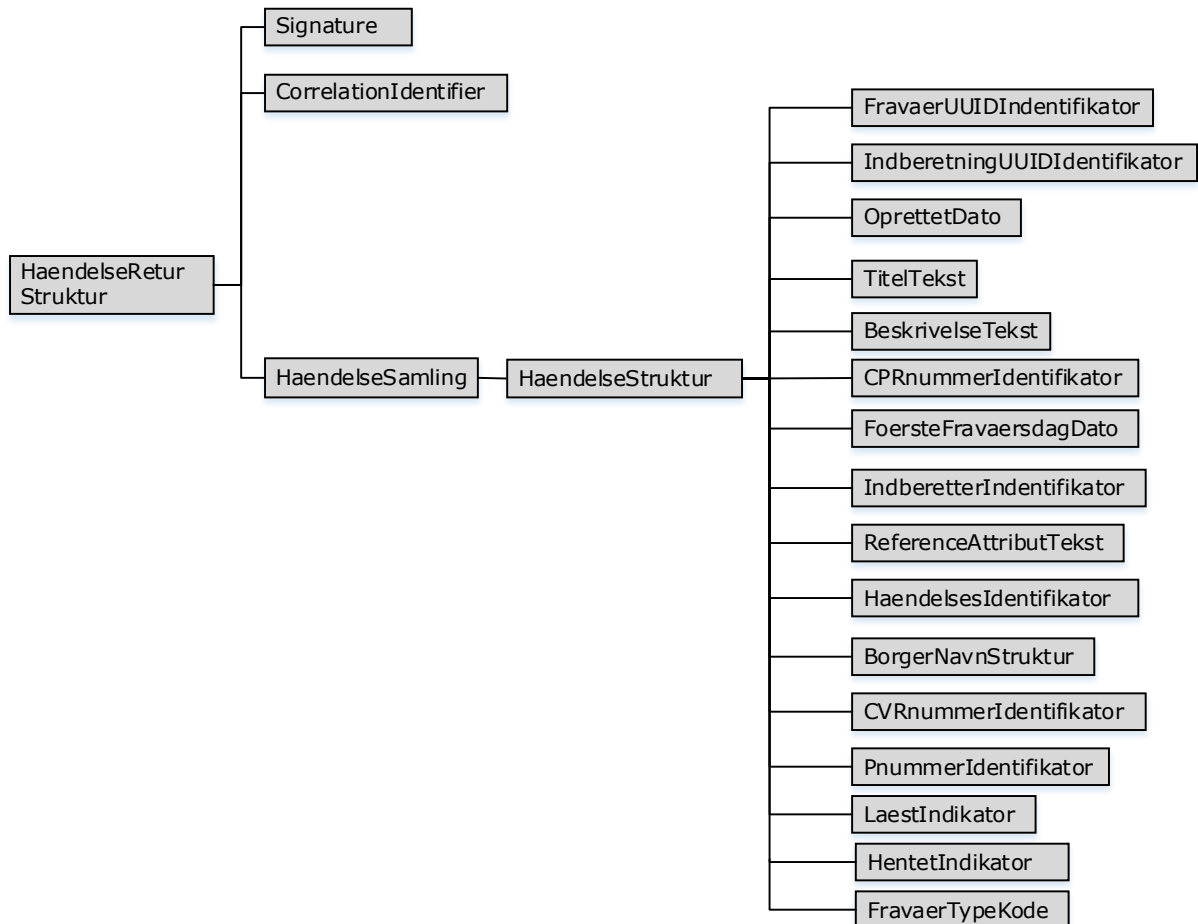 Signature
CorrelationIdentifier
HaendelseRetur
Struktur
HaendelseSamling
HaendelseStruktur
FravaerUUIDIndentifikator
IndberetningUUIDIdentifikator
OprettetDato
TitelTekst
BeskrivelseTekst
CPRnummerIdentifikator
FoersteFravaersdagDato
IndberetterIndentifikator
ReferenceAttributTekst
HaendelsesIdentifikator
BorgerNavnStruktur
CVRnummerIdentifikator
PnummerIdentifikator
LaestIndikator
HentetIndikator
FravaerTypeKode